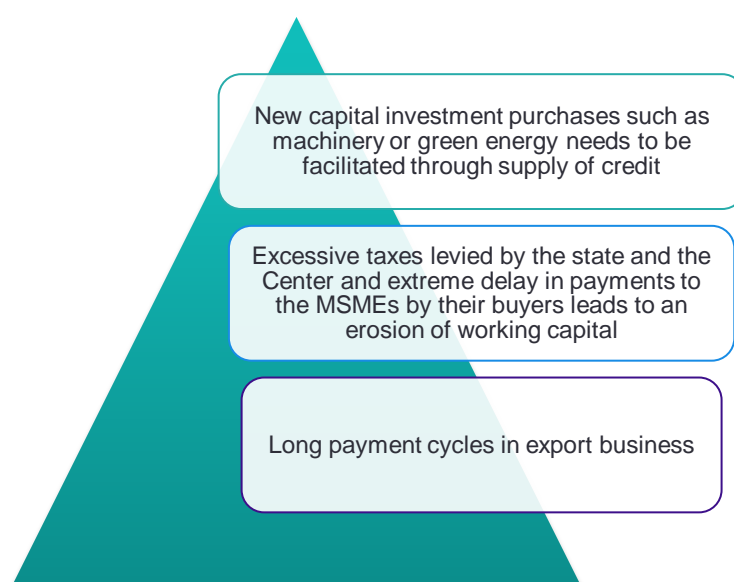 New capital investment purchases such as
machinery or green energy needs to be
facilitated through supply of credit
Excessive taxes levied by the state and the
Center and extreme delay in payments to
the MSMEs by their buyers leads to an
erosion of working capital
Long payment cycles in export business